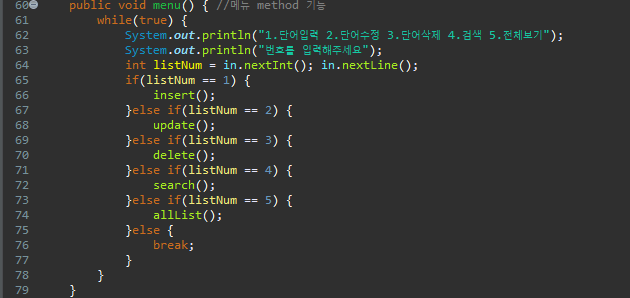 60 public void menu() { //메뉴 method 기능
61 while(true) {
62 System.out.println("1.단어입력 2.단어수정 3.단어삭제 4.검색 5.전체보기");
63 System.out.println("번호를 입력해주세요");
64 int listNum = in.nextInt(); in.nextLine();
65 if(listNum == 1) {
66 insert();
67 }else if(listNum == 2) {
68 update();
69 }else if(listNum == 3) {
70 delete();
71 }else if(listNum == 4) {
72 search();
73 }else if(listNum == 5) {
74 allList();
75 }else {
76 break;
77 }
78 }
79 }